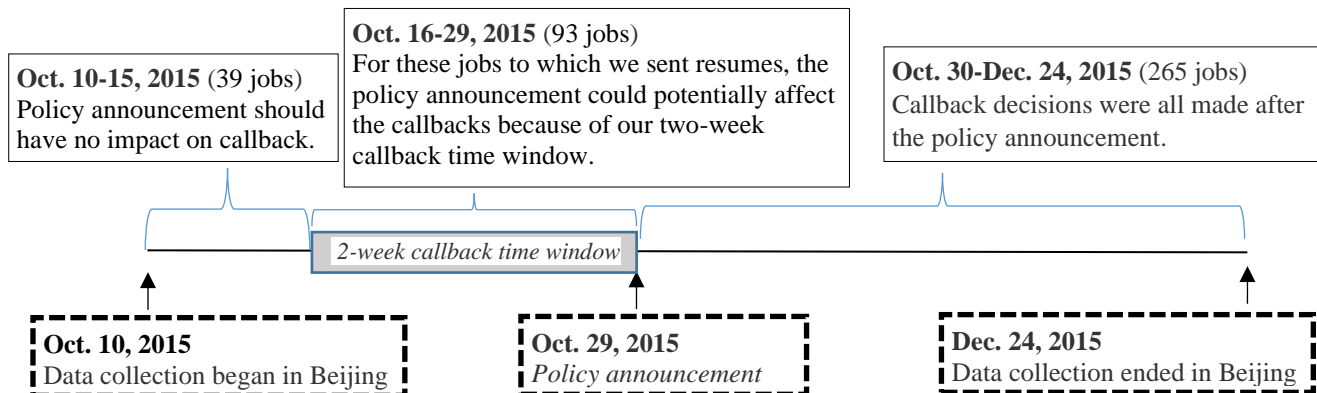 Oct. 10-15, 2015 (39 jobs)
Policy announcement should
have no impact on callback.
Oct. 16-29, 2015 (93 jobs)
For these jobs to which we sent resumes, the
policy announcement could potentially affect
the callbacks because of our two-week
callback time window.
Oct. 30-Dec. 24, 2015 (265 jobs)
Callback decisions were all made after
the policy announcement.
2-week callback time window
Oct. 10, 2015
Data collection began in Beijing
Oct. 29, 2015
Policy announcement
Dec. 24, 2015
Data collection ended in Beijing